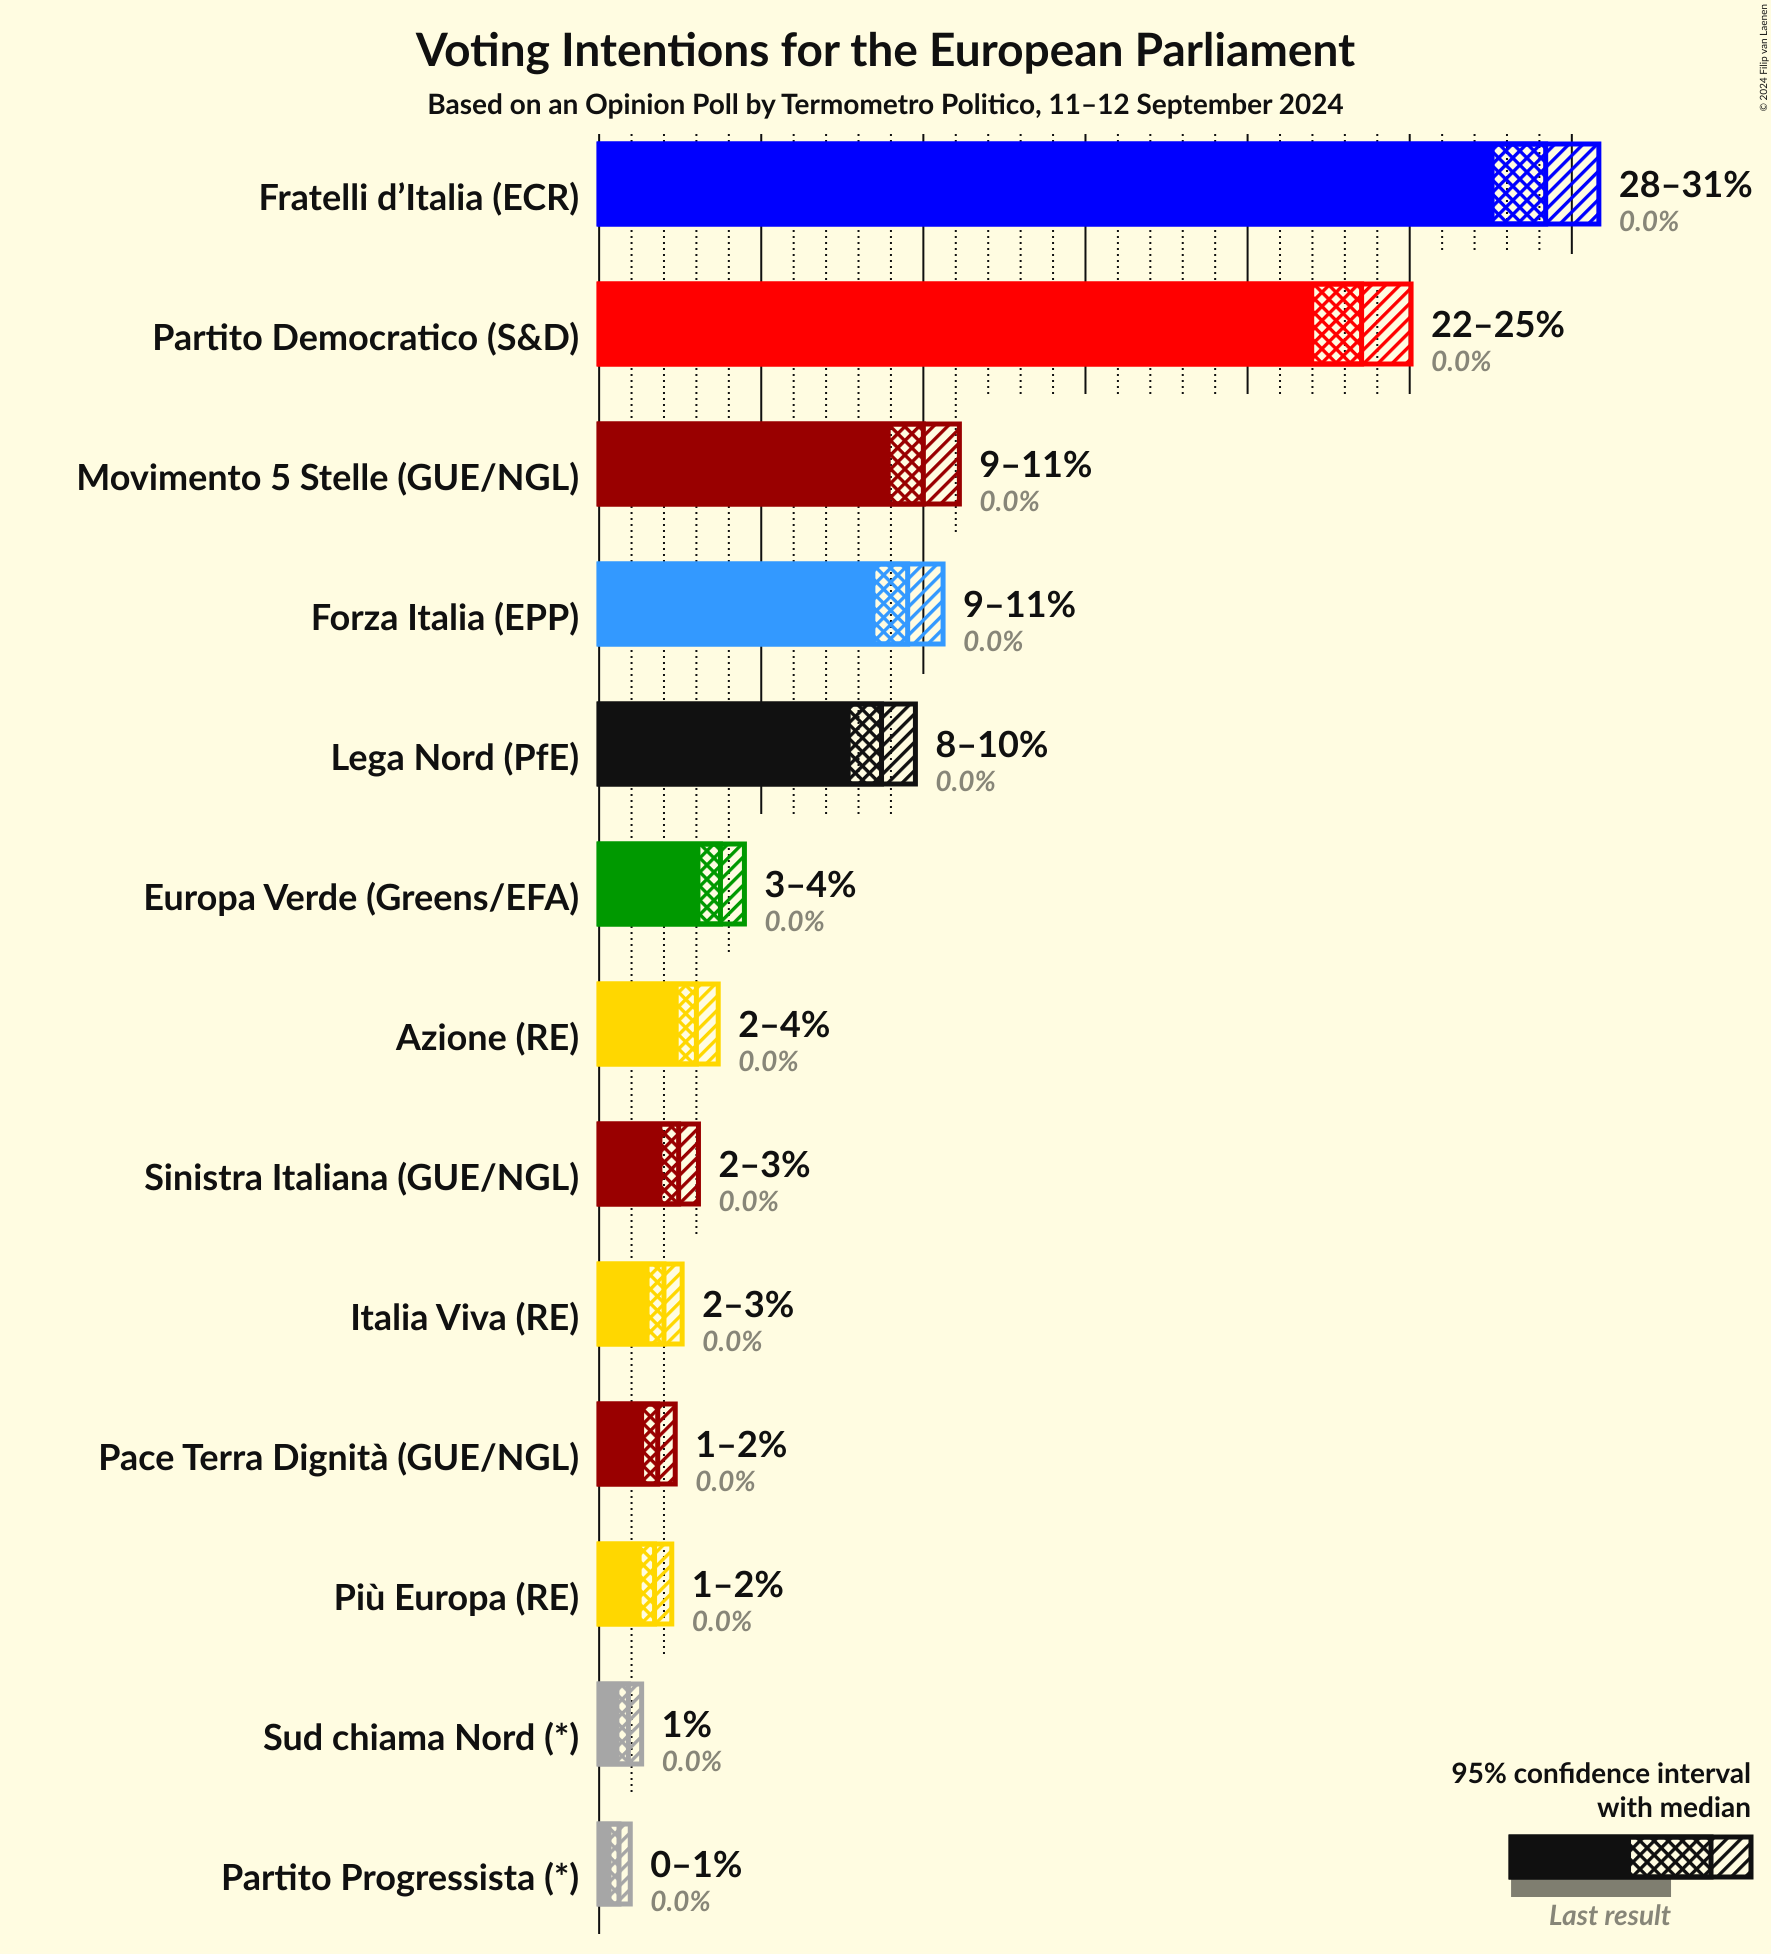 Voting Intentions for the European Parliament
Based on an Opinion Poll by Termometro Politico, 11–12 September 2024
© 2024 Filip van Laenen
Fratelli d’Italia (ECR)
28–31%
0.0%
Partito Democratico (S&D)
22–25%
0.0%
Movimento 5 Stelle (GUE/NGL)
9–11%
0.0%
Forza Italia (EPP)
9–11%
0.0%
Lega Nord (PfE)
8–10%
0.0%
Europa Verde (Greens/EFA)
3–4%
0.0%
Azione (RE)
2–4%
0.0%
Sinistra Italiana (GUE/NGL)
2–3%
0.0%
Italia Viva (RE)
2–3%
0.0%
Pace Terra Dignità (GUE/NGL)
1–2%
0.0%
Più Europa (RE)
1–2%
0.0%
Sud chiama Nord (*)
1%
0.0%
Partito Progressista (*)
0–1%
0.0%
95% confidence interval
with median
Last result